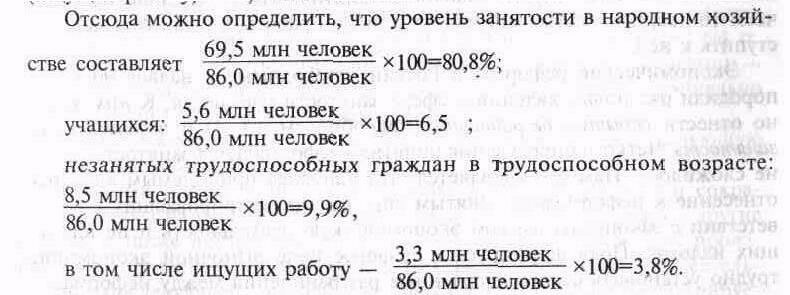 Отсюда можно определить, что уровень занятости в народном хозяй-
стве составляет 69,5 млн человек / 86,0 млн человек ×100=80,8%;
учащихся: 5,6 млн человек / 86,0 млн человек ×100=6,5 ;
незанятых трудоспособных граждан в трудоспособном возрасте:
8,5 млн человек / 86,0 млн человек ×100=9,9%,
в том числе ищущих работу — 3,3 млн человек / 86,0 млн человек ×100=3,8%.